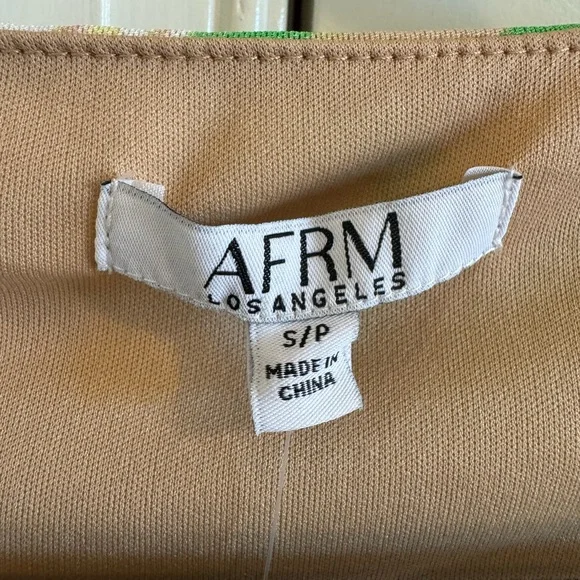 AFRM
LOS ANGELES
S/P
MADE IN
CHINA